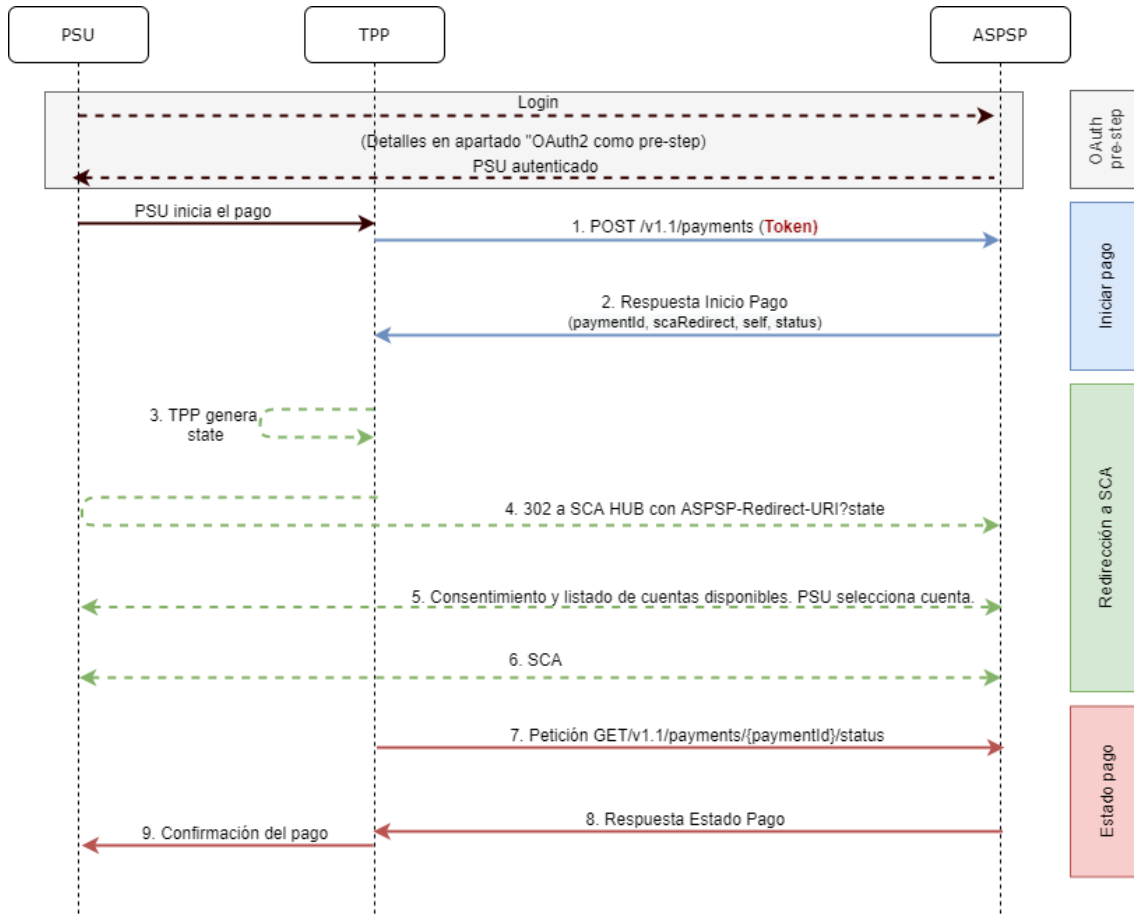 PSU
TPP
ASPSP
Login
(Detalles en apartado "OAuth2 como pre-step)
PSU autenticado
OAuth
pre-step
PSU inicia el pago
1. POST /v1.1/payments (Token)
2. Respuesta Inicio Pago
(paymentId, scaRedirect, self, status)
Iniciar pago
3. TPP genera
state
4. 302 a SCA HUB con ASPSP-Redirect-URI?state
5. Consentimiento y listado de cuentas disponibles. PSU selecciona cuenta.
6. SCA
Redirección a SCA
7. Petición GET/v1.1/payments/{paymentId}/status
8. Respuesta Estado Pago
9. Confirmación del pago
Estado pago